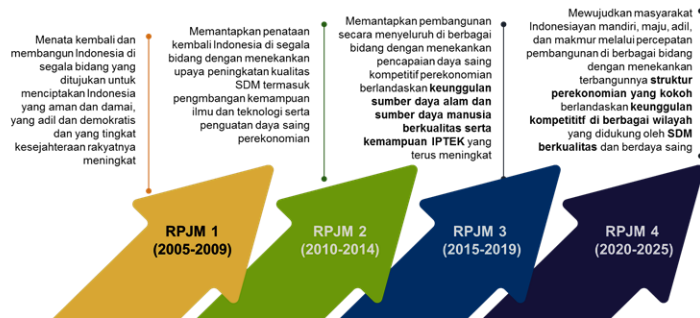 Menata kembali dan
membangun Indonesia di
segala bidang yang
ditujukan untuk
menciptakan Indonesia
yang aman dan damai,
yang adil dan demokratis
dan yang tingkat
kesejahteraan rakyatnya
meningkat
Memantapkan penataan
kembali Indonesia di segala
bidang dengan menekankan
upaya peningkatan kualitas
SDM termasuk
pengmbangan kemampuan
ilmu dan teknologi serta
penguatan daya saing
perekonomian
Memantapkan pembangunan
secara menyeluruh di berbagai
bidang dengan menekankan
pencapaian daya saing
kompetitif perekonomian
berlandaskan keunggulan
sumber daya alam dan
sumber daya manusia
berkualitas serta
kemampuan IPTEK yang
terus meningkat
Mewujudkan masyarakat
Indonesiayan mandiri, maju, adil,
dan makmur melalui percepatan
pembangunan di berbagai bidang
dengan menekankan
terbangunnya struktur
perekonomian yang kokoh
berlandaskan keunggulan
kompetitif di berbagai wilayah
yang didukung oleh SDM
berkualitas dan berdaya saing
RPJM 1
(2005-2009)
RPJM 2
(2010-2014)
RPJM 3
(2015-2019)
RPJM 4
(2020-2025)